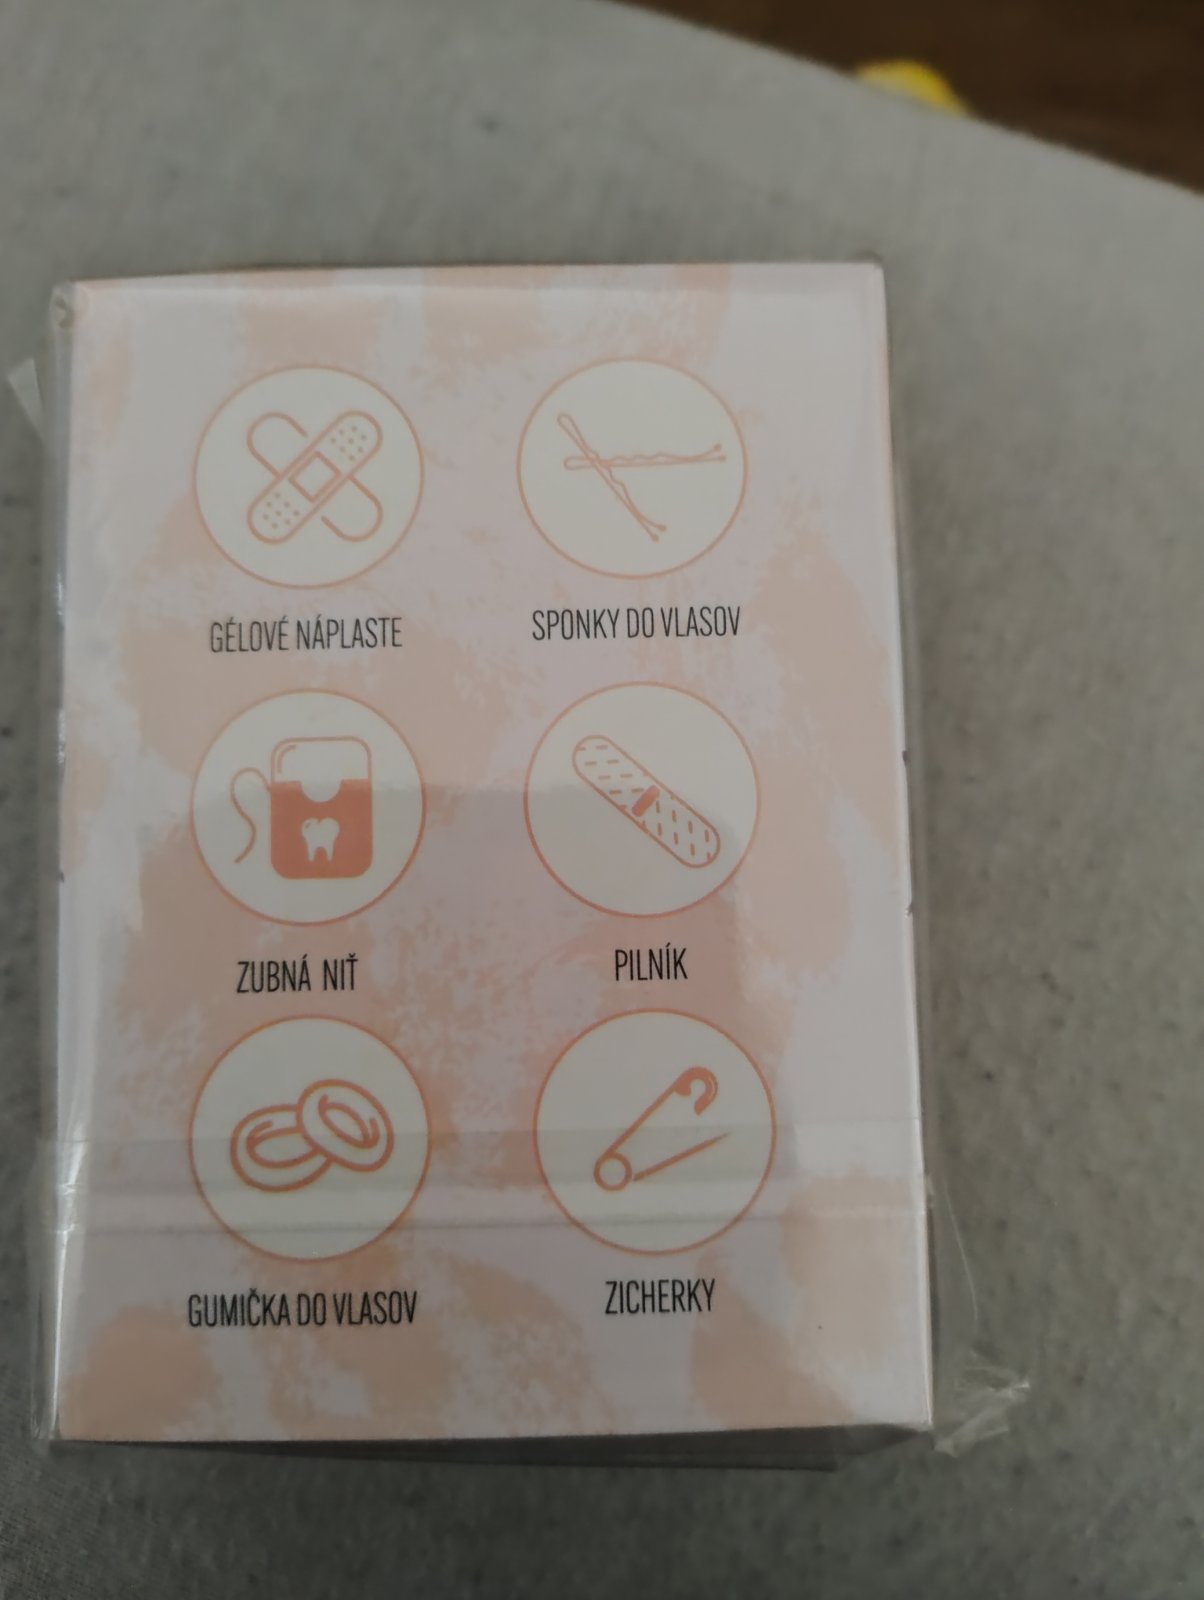 GÉLOVÉ NÁPLASTE
SPONKY DO VLASOV
ZUBNÁ NIŤ
PILNÍK
GUMIČKA DO VLASOV
ZICHERKY